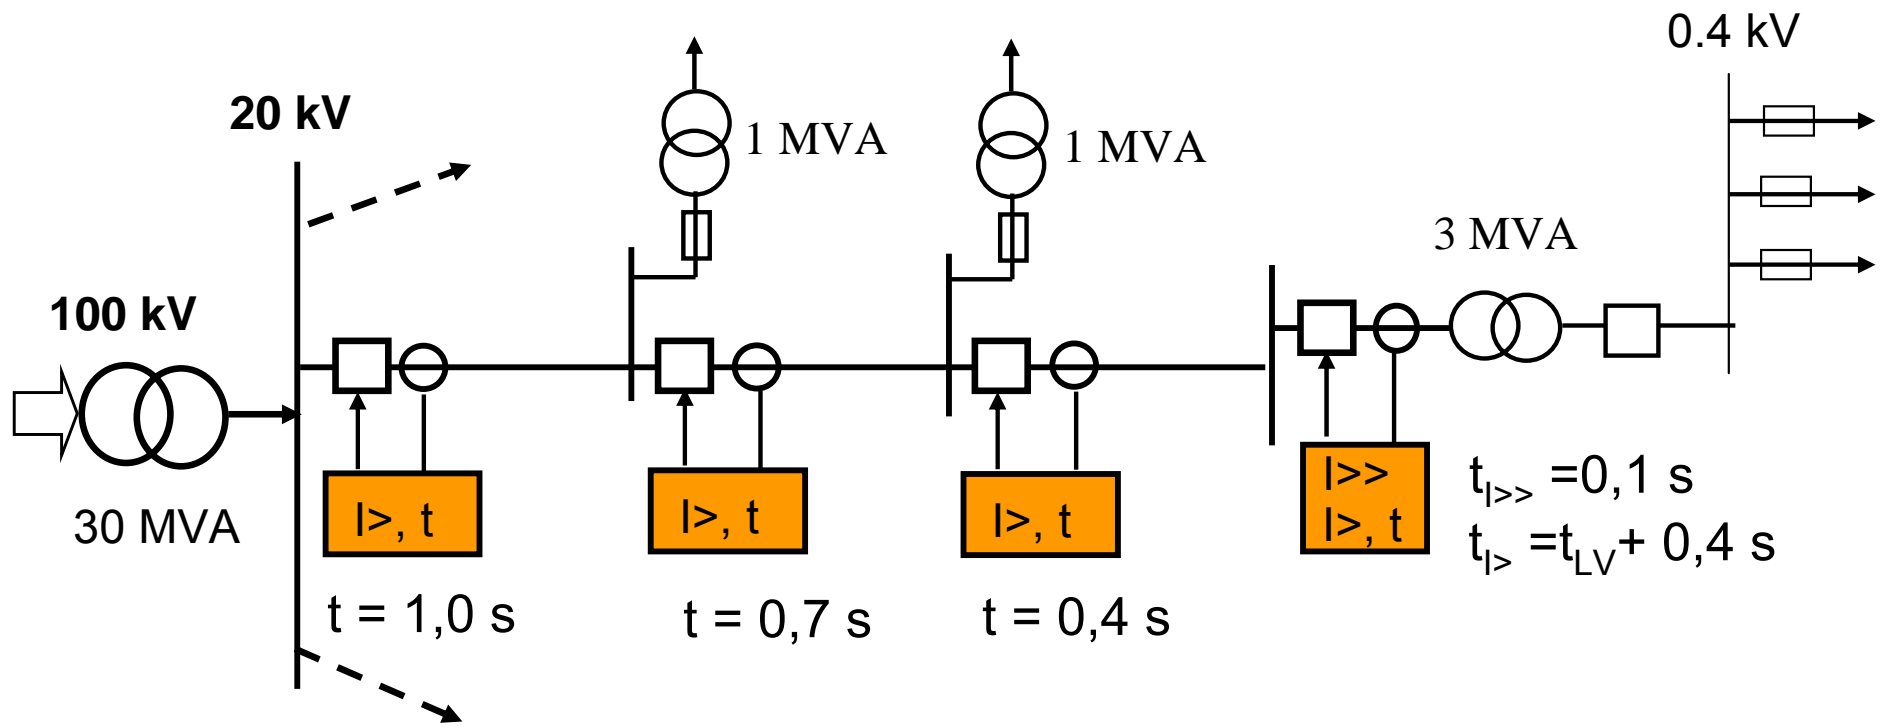 0.4 kV
20 kV
1 MVA
1 MVA
3 MVA
100 kV
30 MVA
I>, t
I>, t
I>, t
I>>
I>, t
tI>> =0,1 s
tI> =tLV+ 0,4 s
t = 1,0 s
t = 0,7 s
t = 0,4 s